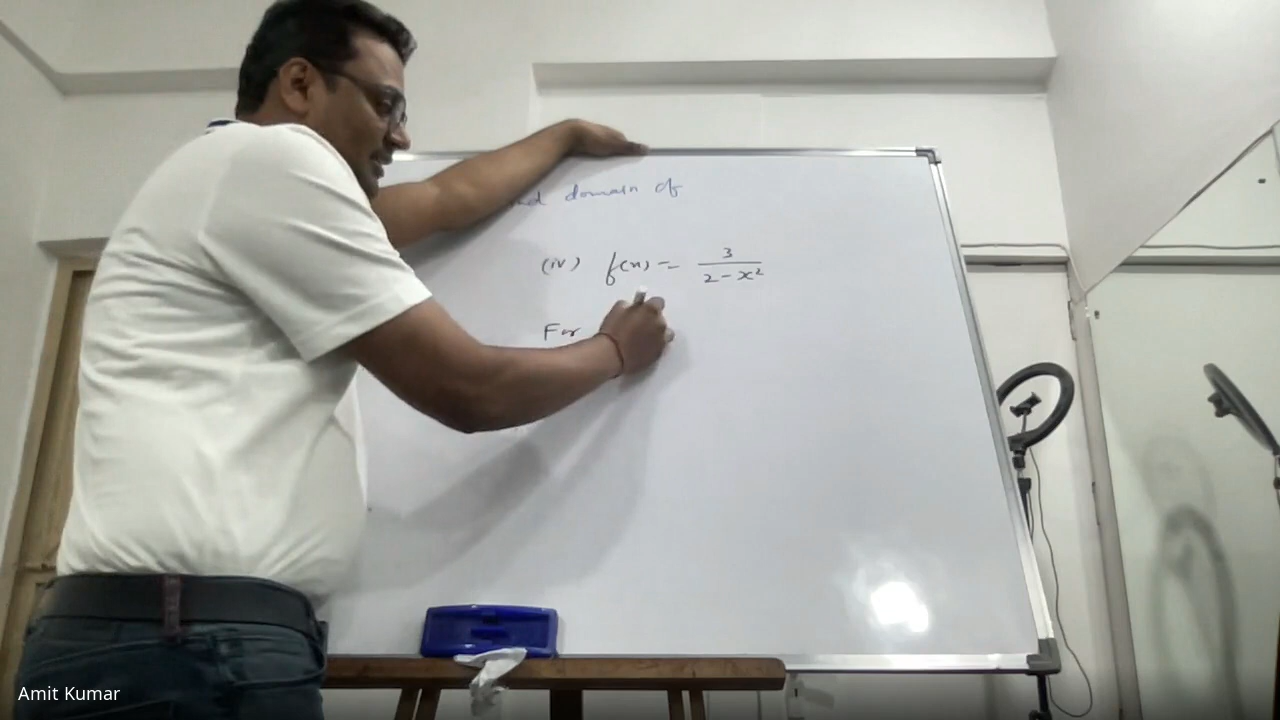 domain of
(iv) f(x) = 3/(2-x²)
For
Amit Kumar